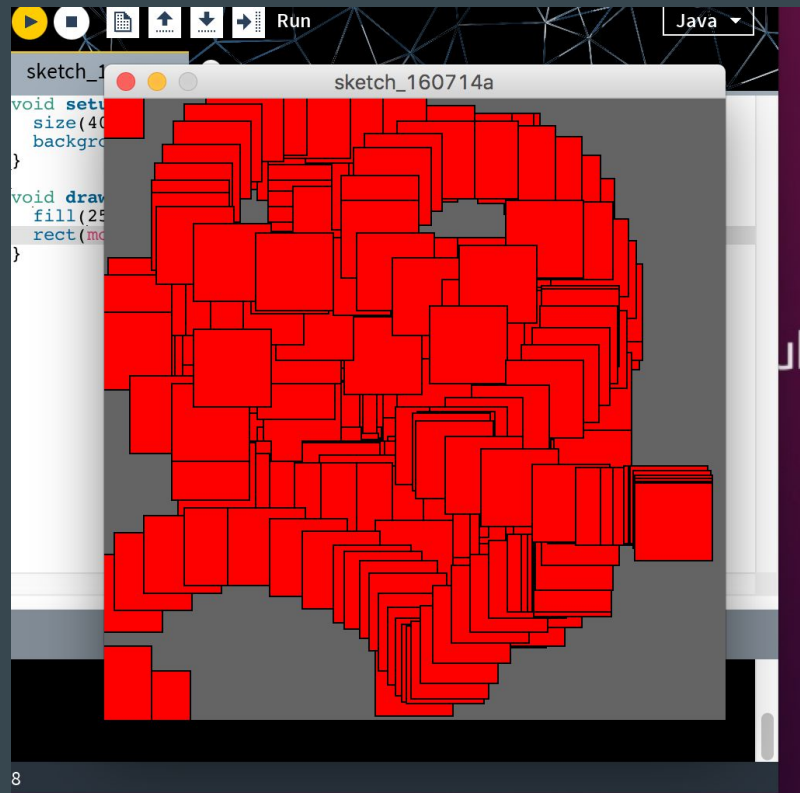 Run
Java
sketch_1
sketch_160714a
void setu
size(40
backgro
}
void draw
fill(25
rect(mo
}
8